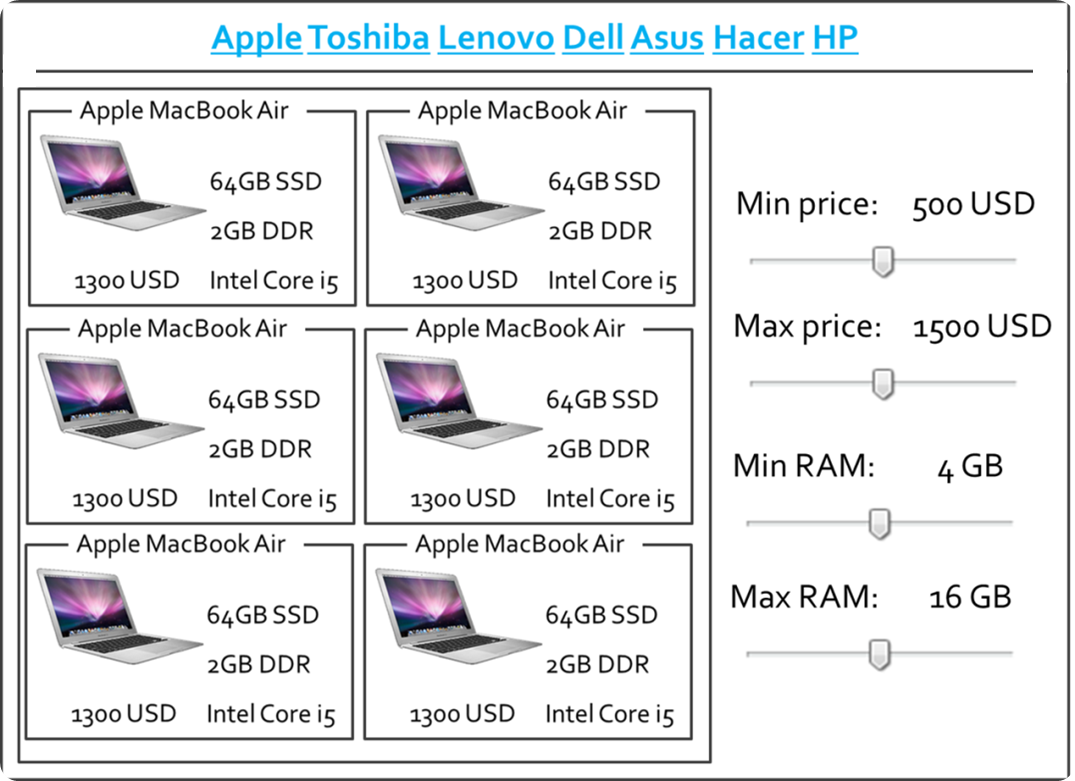 Apple Toshiba Lenovo Dell Asus Hacer HP
Apple MacBook Air
64GB SSD
2GB DDR
1300 USD Intel Core i5
Apple MacBook Air
64GB SSD
2GB DDR
1300 USD Intel Core i5
Apple MacBook Air
64GB SSD
2GB DDR
1300 USD Intel Core i5
Apple MacBook Air
64GB SSD
2GB DDR
1300 USD Intel Core i5
Apple MacBook Air
64GB SSD
2GB DDR
1300 USD Intel Core i5
Apple MacBook Air
64GB SSD
2GB DDR
1300 USD Intel Core i5
Min price: 500 USD
Max price: 1500 USD
Min RAM: 4 GB
Max RAM: 16 GB